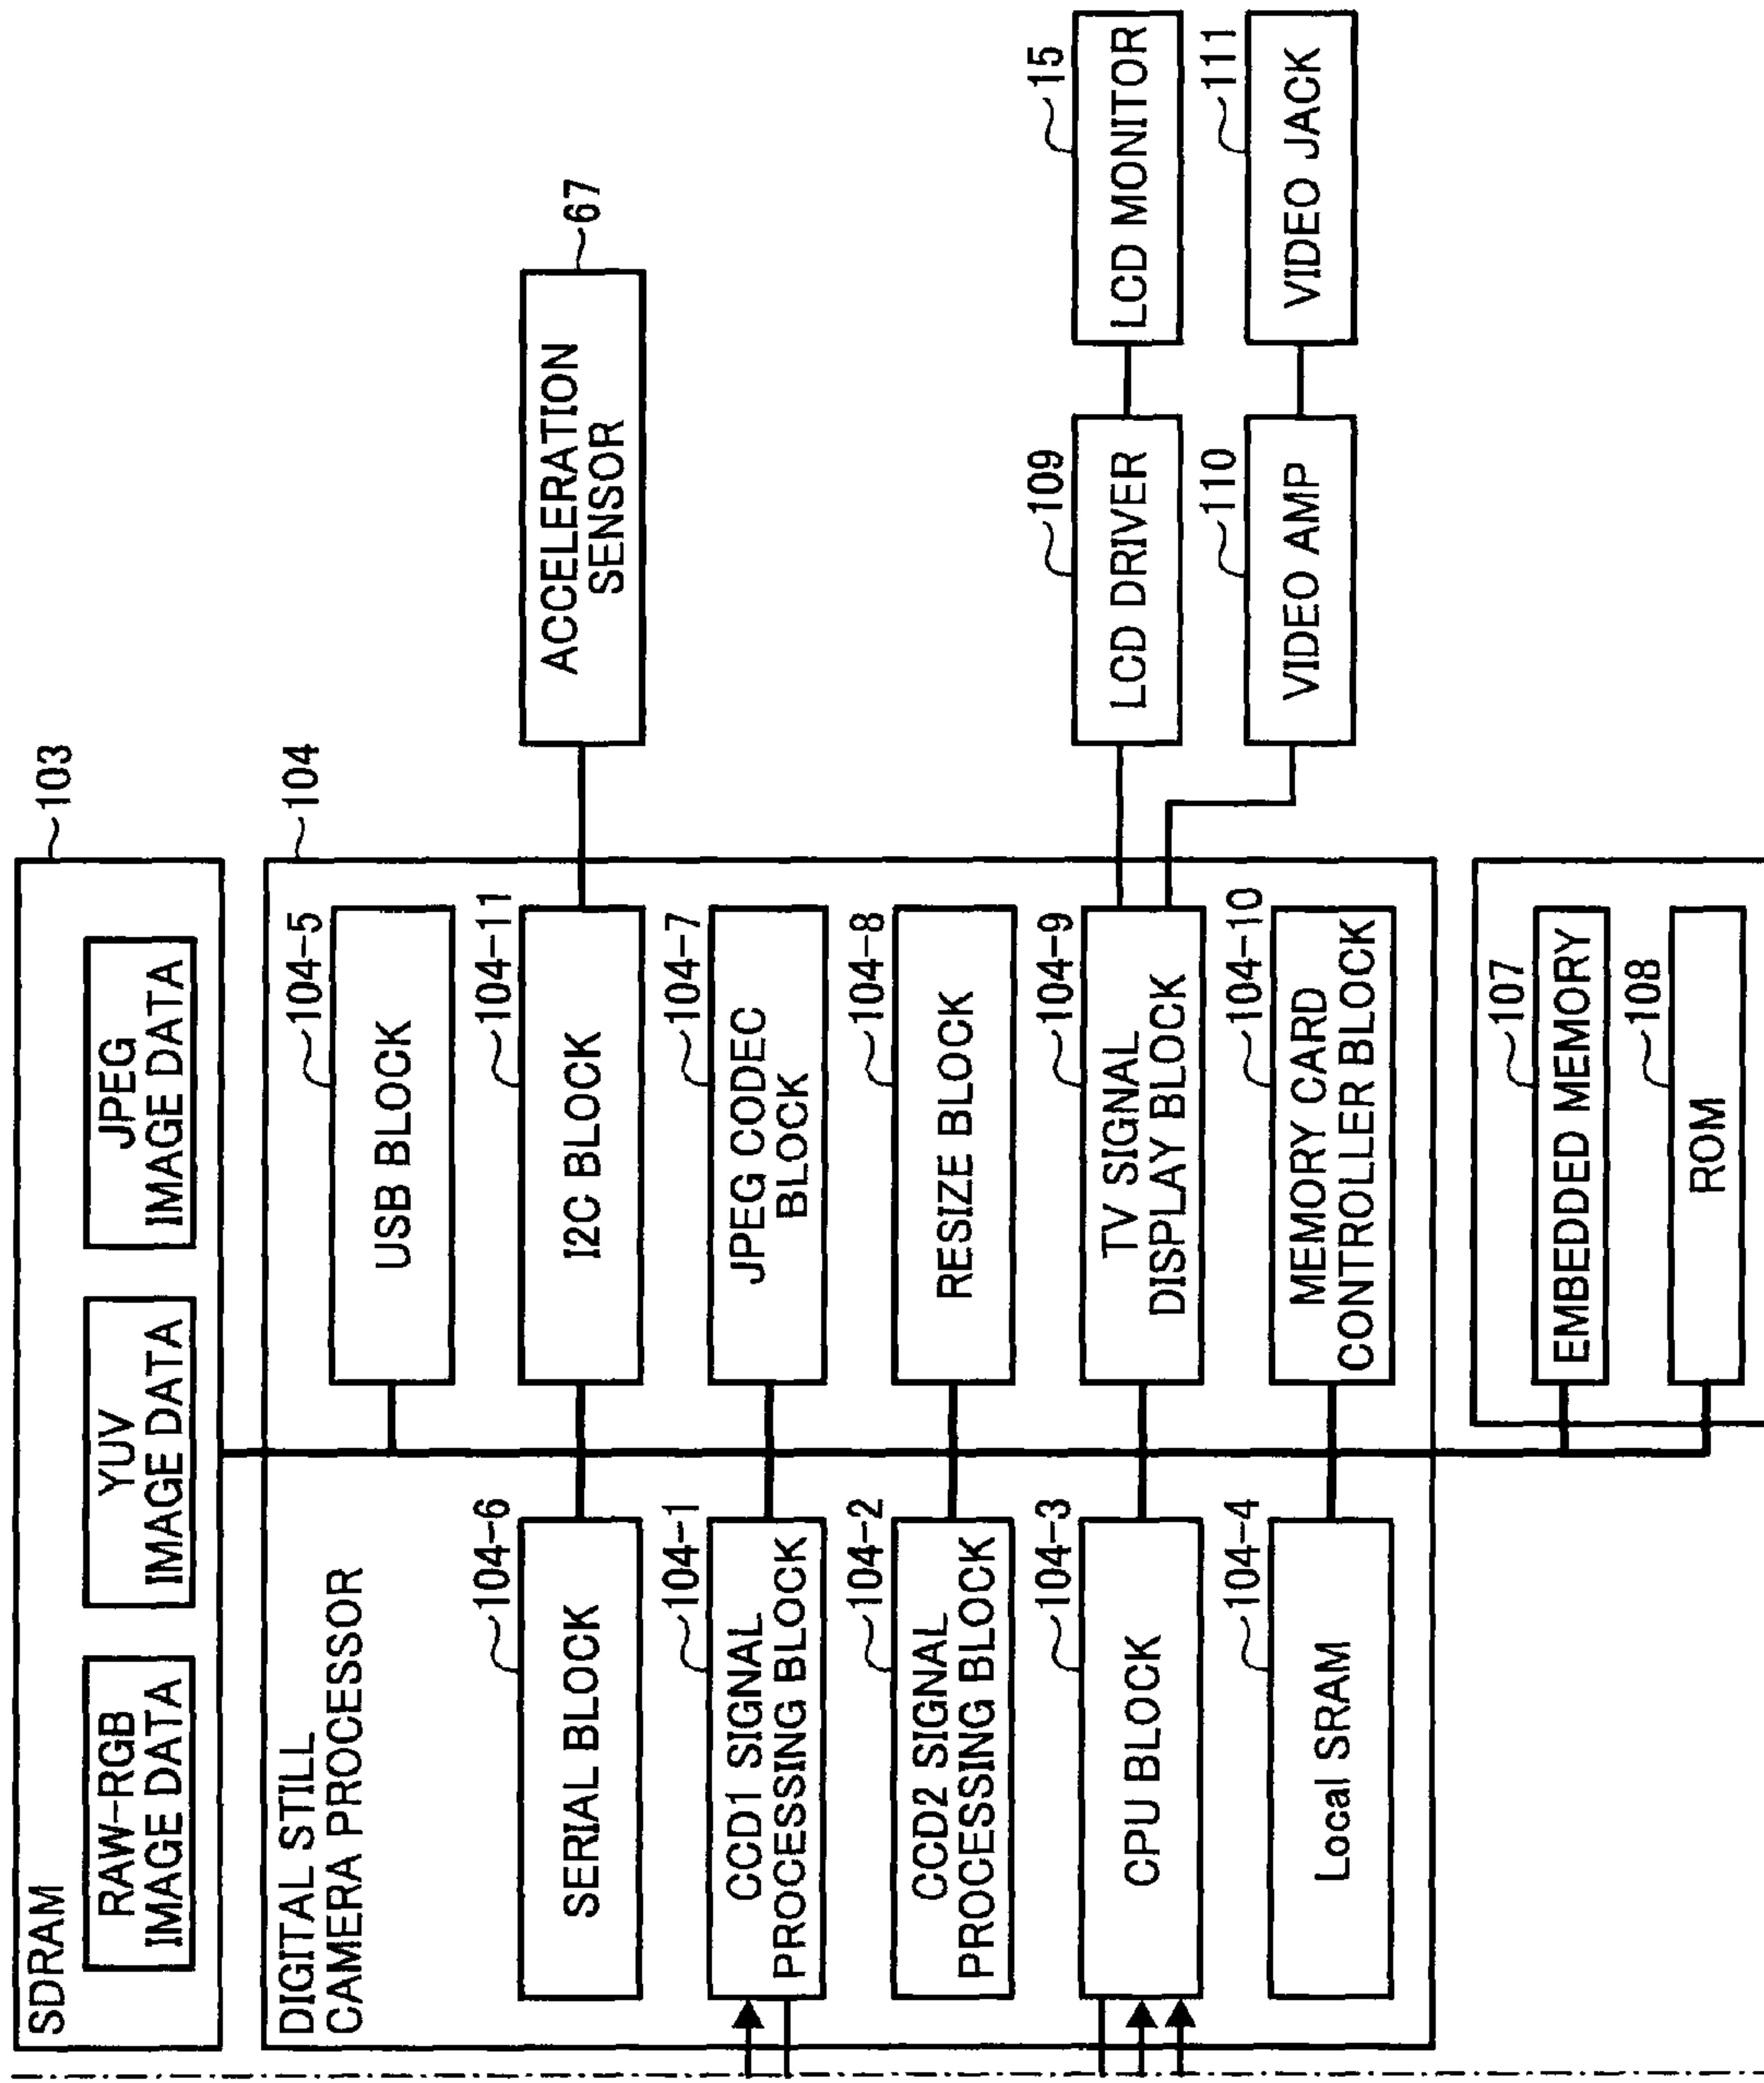 SDRAM
103
RAW-RGB
IMAGE DATA
YUV
IMAGE DATA
JPEG
IMAGE DATA
DIGITAL STILL
CAMERA PROCESSOR
104
104-5
USB BLOCK
104-6
SERIAL BLOCK
104-11
I2C BLOCK
67
ACCELERATION
SENSOR
104-1
CCD1 SIGNAL
PROCESSING BLOCK
104-7
JPEG CODEC
BLOCK
104-2
CCD2 SIGNAL
PROCESSING BLOCK
104-8
RESIZE BLOCK
104-3
CPU BLOCK
104-9
TV SIGNAL
DISPLAY BLOCK
109
LCD DRIVER
15
LCD MONITOR
104-4
Local SRAM
104-10
MEMORY CARD
CONTROLLER BLOCK
110
VIDEO AMP
111
VIDEO JACK
107
EMBEDDED MEMORY
108
ROM